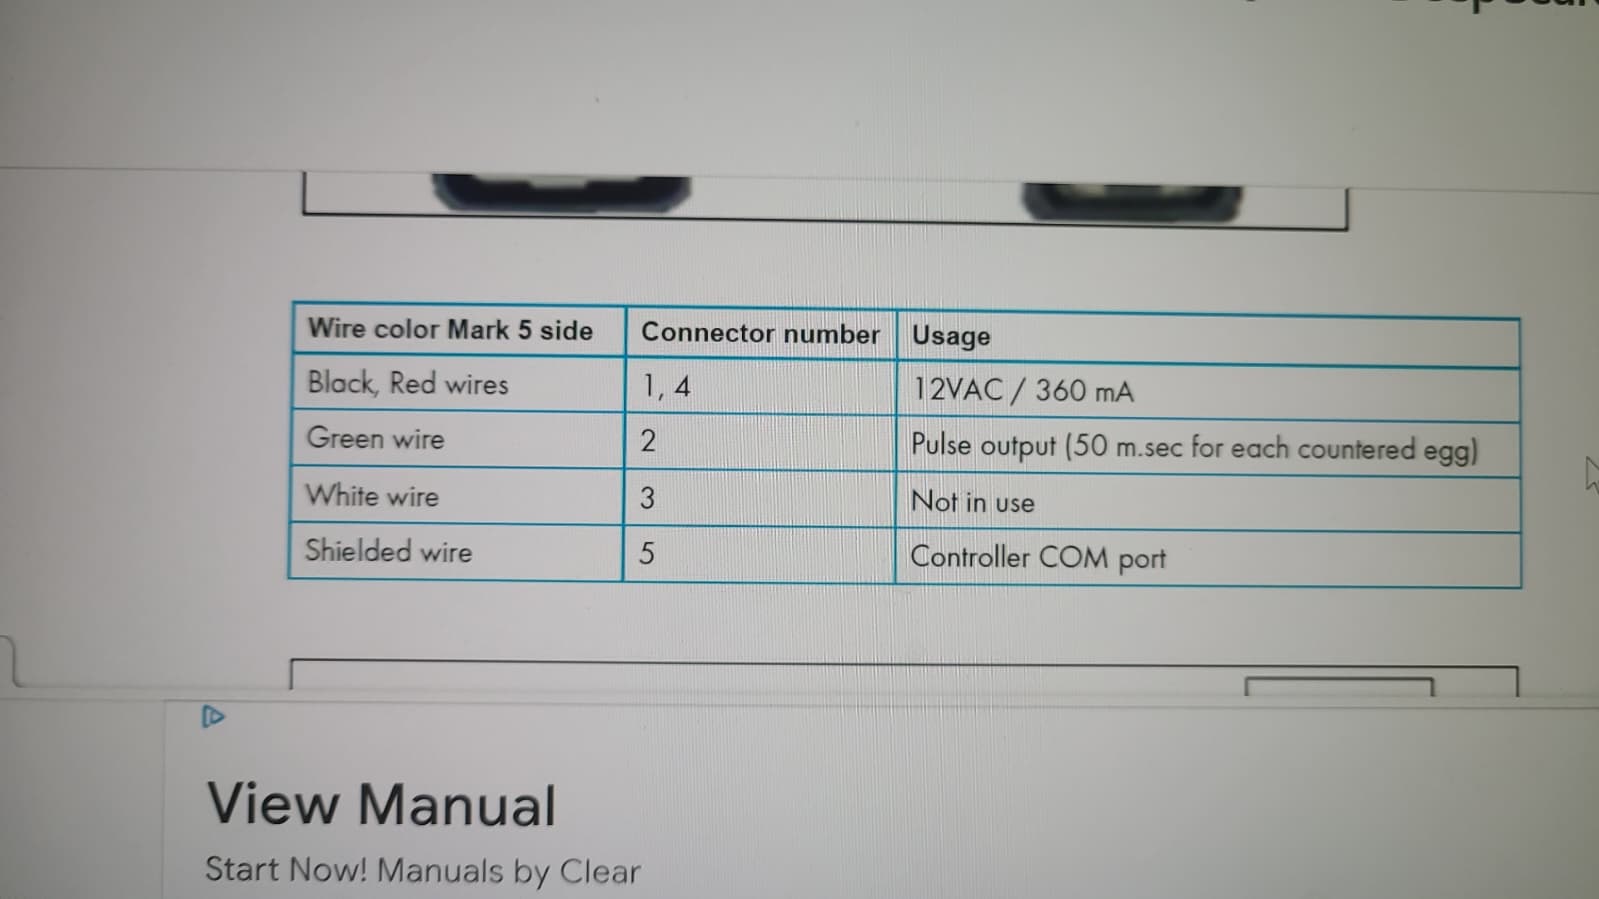 Wire color Mark 5 side Connector number Usage
Black, Red wires 1, 4 12VAC / 360 mA
Green wire 2 Pulse output (50 m.sec for each countered egg)
White wire 3 Not in use
Shielded wire 5 Controller COM port
View Manual
Start Now! Manuals by Clear